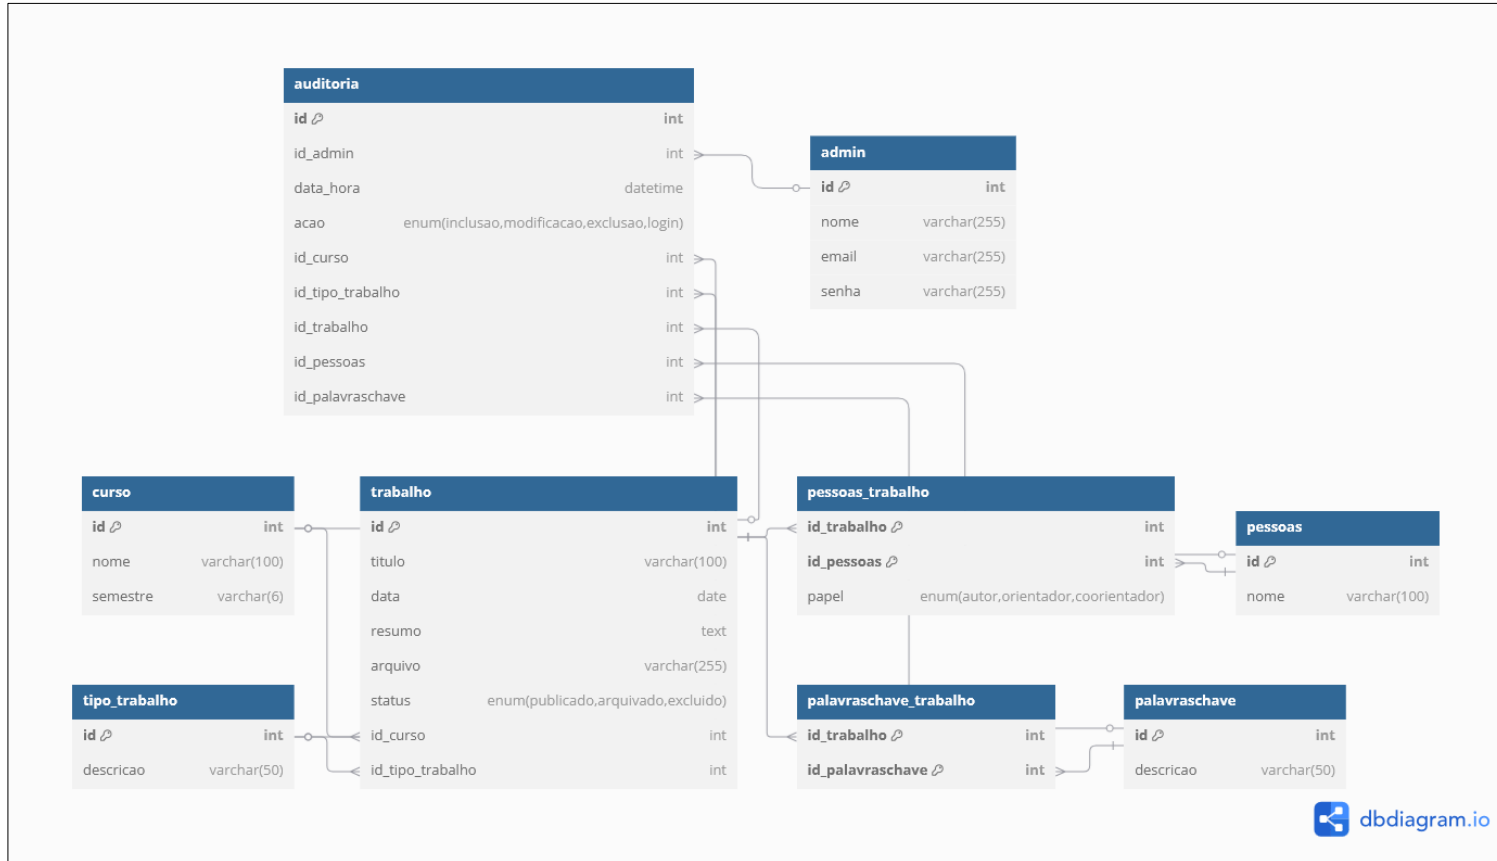 auditoria
id int
id_admin int
data_hora datetime
acao enum(inclusao,modificacao,exclusao,login)
id_curso int
id_tipo_trabalho int
id_trabalho int
id_pessoas int
id_palavraschave int
admin
id int
nome varchar(255)
email varchar(255)
senha varchar(255)
curso
id int
nome varchar(100)
semestre varchar(6)
trabalho
id int
titulo varchar(100)
data date
resumo text
arquivo varchar(255)
status enum(publicado,arquivado,excluido)
id_curso int
id_tipo_trabalho int
pessoas_trabalho
id_trabalho int
id_pessoas int
papel enum(autor,orientador,coorientador)
pessoas
id int
nome varchar(100)
tipo_trabalho
id int
descricao varchar(50)
palavraschave_trabalho
id_trabalho int
id_palavraschave int
palavraschave
id int
descricao varchar(50)
dbdiagram.io